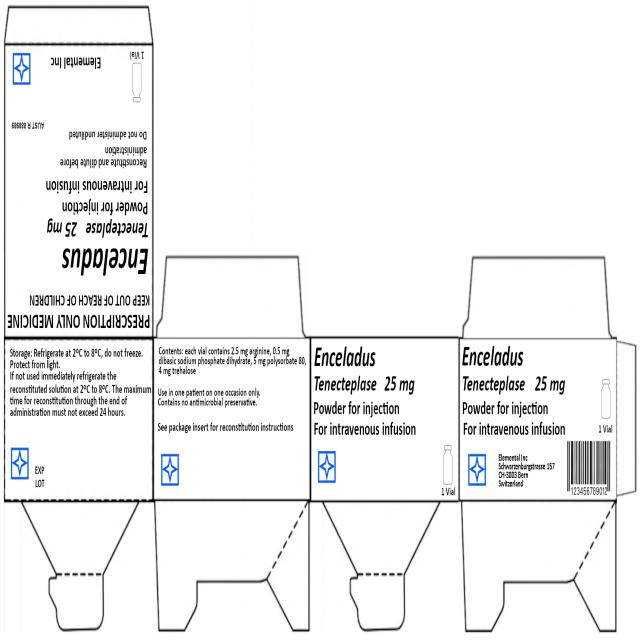 PRESCRIPTION ONLY MEDICINE
KEEP OUT OF REACH OF CHILDREN
Enceladus
Tenecteplase 25 mg
Powder for injection
For intravenous infusion
Reconstitute and dilute before
administration
Do not administer undiluted
AUST R 888989
Elemental Inc
1 Vial
Storage: Refrigerate at 2°C to 8°C, do not freeze.
Protect from light.
If not used immediately refrigerate the
reconstituted solution at 2°C to 8°C. The maximum
time for reconstitution through the end of
administration must not exceed 24 hours.
EXP
LOT
Contents: each vial contains 2.5 mg arginine, 0.5 mg
dibasic sodium phosphate dihydrate, 5 mg polysorbate 80,
4 mg trehalose
Use in one patient on one occasion only.
Contains no antimicrobial preservative.
See package insert for reconstitution instructions
Enceladus
Tenecteplase 25 mg
Powder for injection
For intravenous infusion
1 Vial
Enceladus
Tenecteplase 25 mg
Powder for injection
For intravenous infusion
1 Vial
Elemental Inc
Schwarzenburgstrasse 157
CH-3003 Bern
Switzerland
123456789012